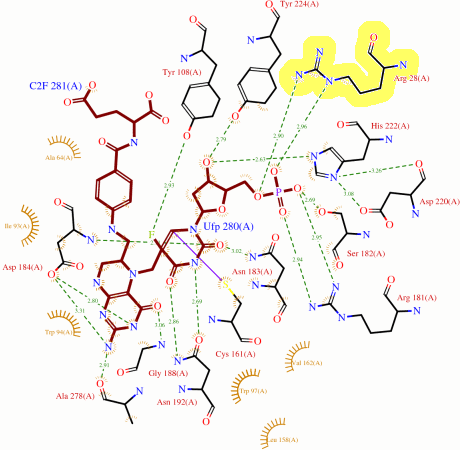 Tyr 224(A)
Tyr 108(A)
Arg 28(A)
C2F 281(A)
His 222(A)
Ala 64(A)
2.99
2.96
2.79
2.63
3.26
2.93
3.08
Asp 220(A)
Ile 93(A)
Ufp 280(A)
2.69
Ser 182(A)
3.02
2.95
Asp 184(A)
Asn 183(A)
2.94
Arg 181(A)
2.80
3.31
2.69
3.06
2.86
Trp 94(A)
Cys 161(A)
Val 162(A)
2.91
Gly 188(A)
Ala 278(A)
Asn 192(A)
Trp 97(A)
Leu 158(A)
N
O
F
P
S